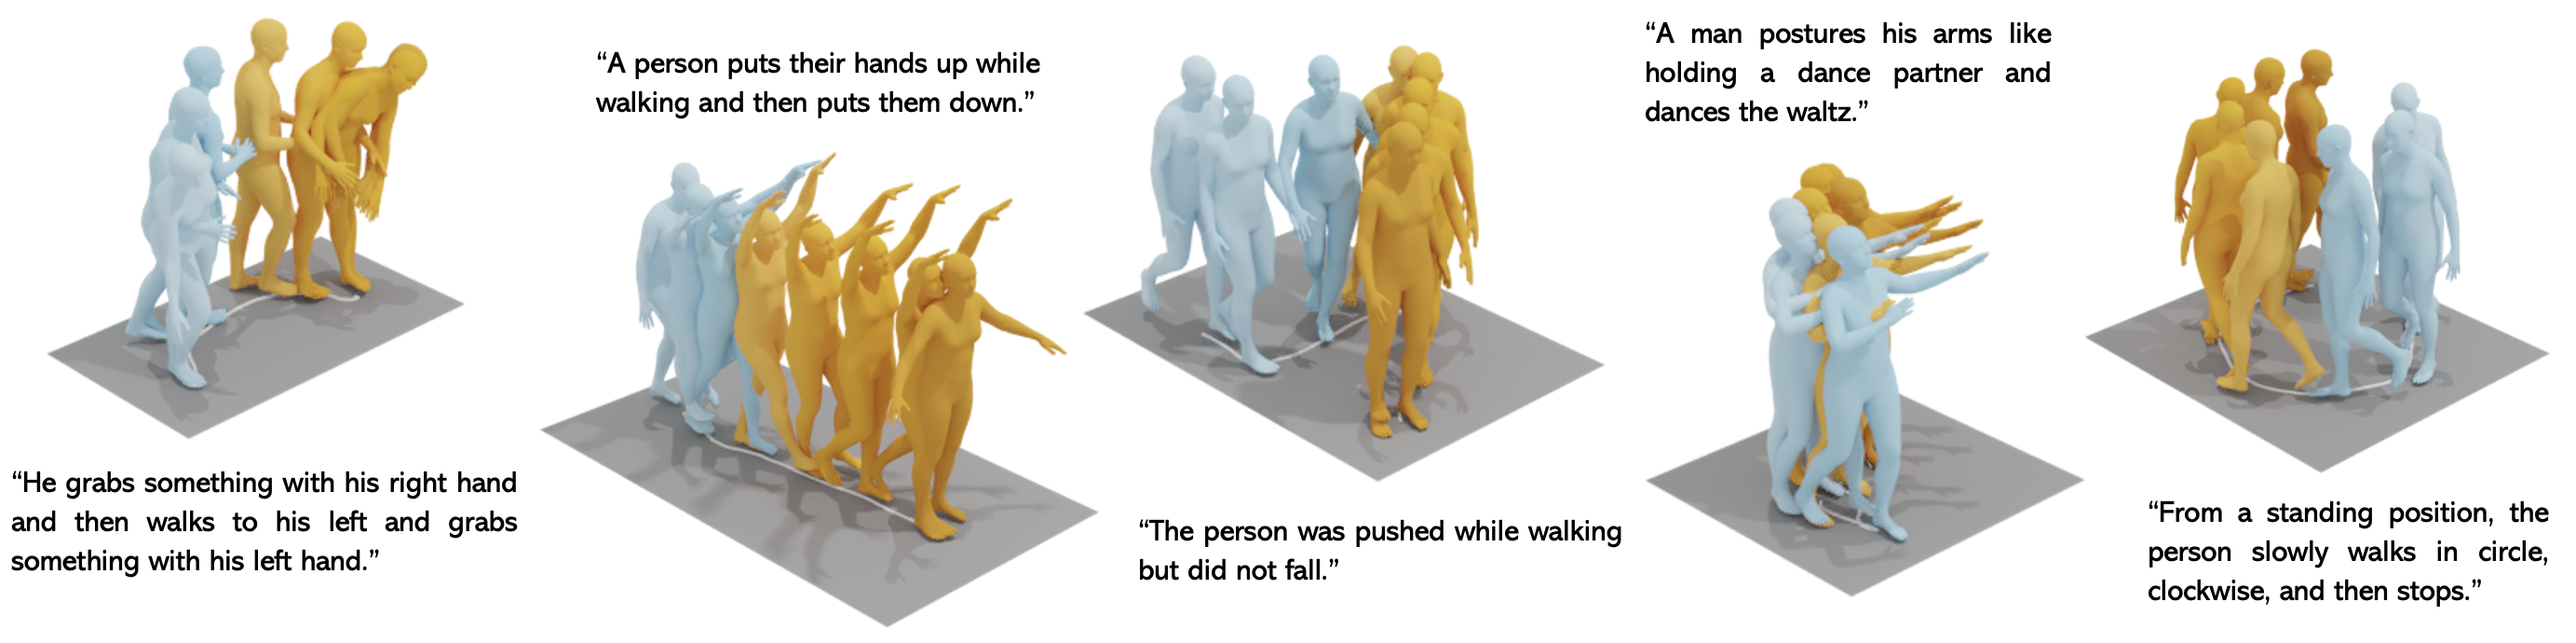 “He grabs something with his right hand
and then walks to his left and grabs
something with his left hand.”
“A person puts their hands up while
walking and then puts them down.”
“The person was pushed while walking
but did not fall.”
“A man postures his arms like
holding a dance partner and
dances the waltz.”
“From a standing position, the
person slowly walks in circle,
clockwise, and then stops.”